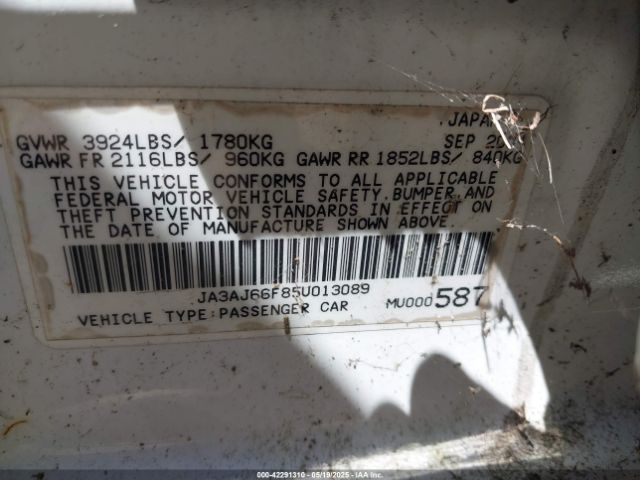 .JAPAN
GVWR 3924LBS/ 1780KG SEP
GAWR FR 2116LBS/ 960KG GAWR RR 1852LBS/ 840KG
THIS VEHICLE CONFORMS TO ALL APPLICABLE
FEDERAL MOTOR VEHICLE SAFETY,BUMPER,AND
THEFT PREVENTION STANDARDS IN EFFECT ON
THE DATE OF MANUFACTURE SHOWN ABOVE.
JA3AJ66F85U013089
MU000587
VEHICLE TYPE:PASSENGER CAR
000-42291310 - 05/19/2025 - IAA Inc.